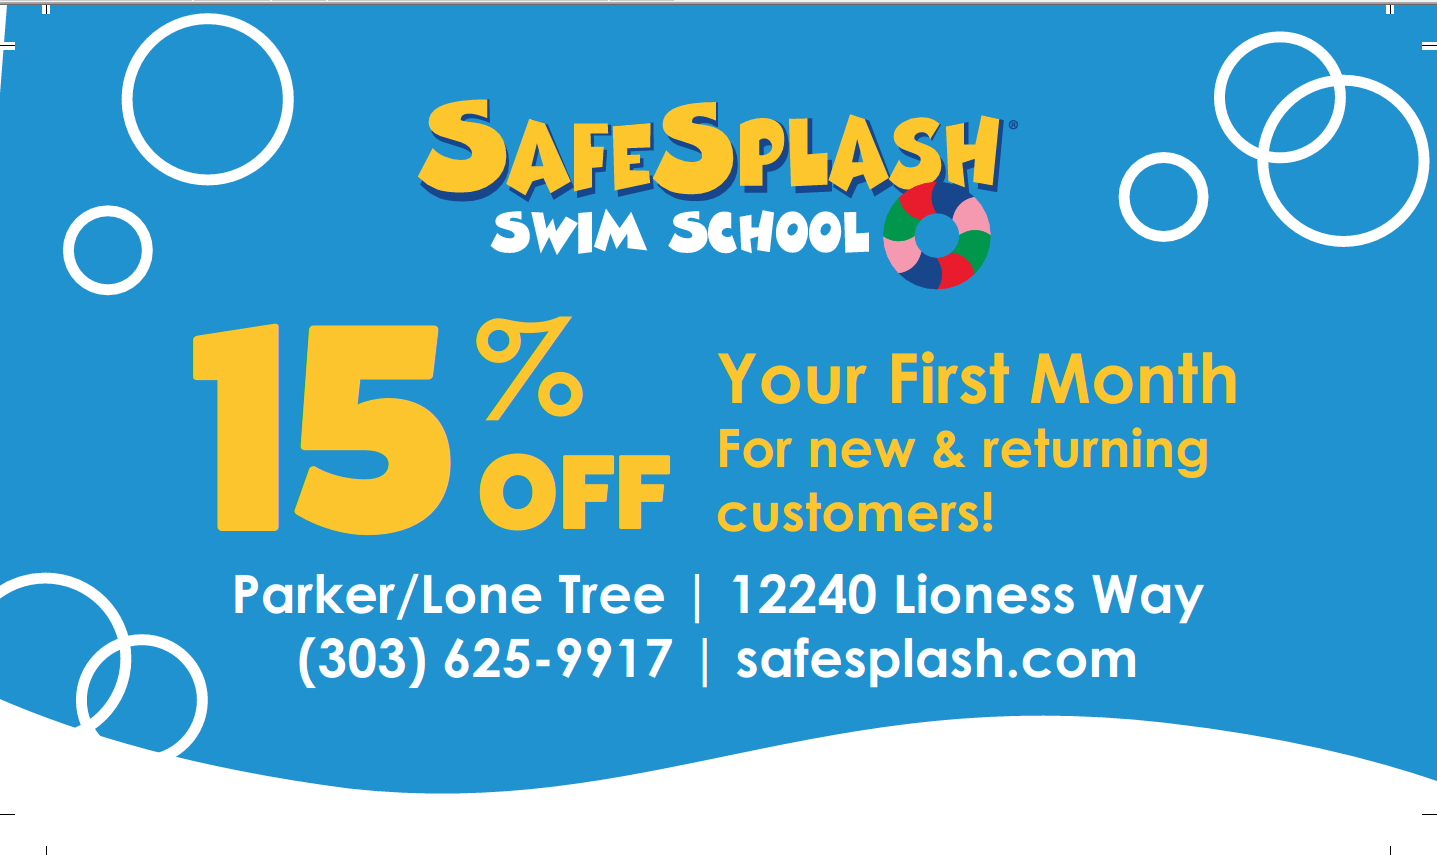 SAFESPLASH®
SWIM SCHOOL
15% OFF
Your First Month
For new & returning
customers!
Parker/Lone Tree | 12240 Lioness Way
(303) 625-9917 | safesplash.com